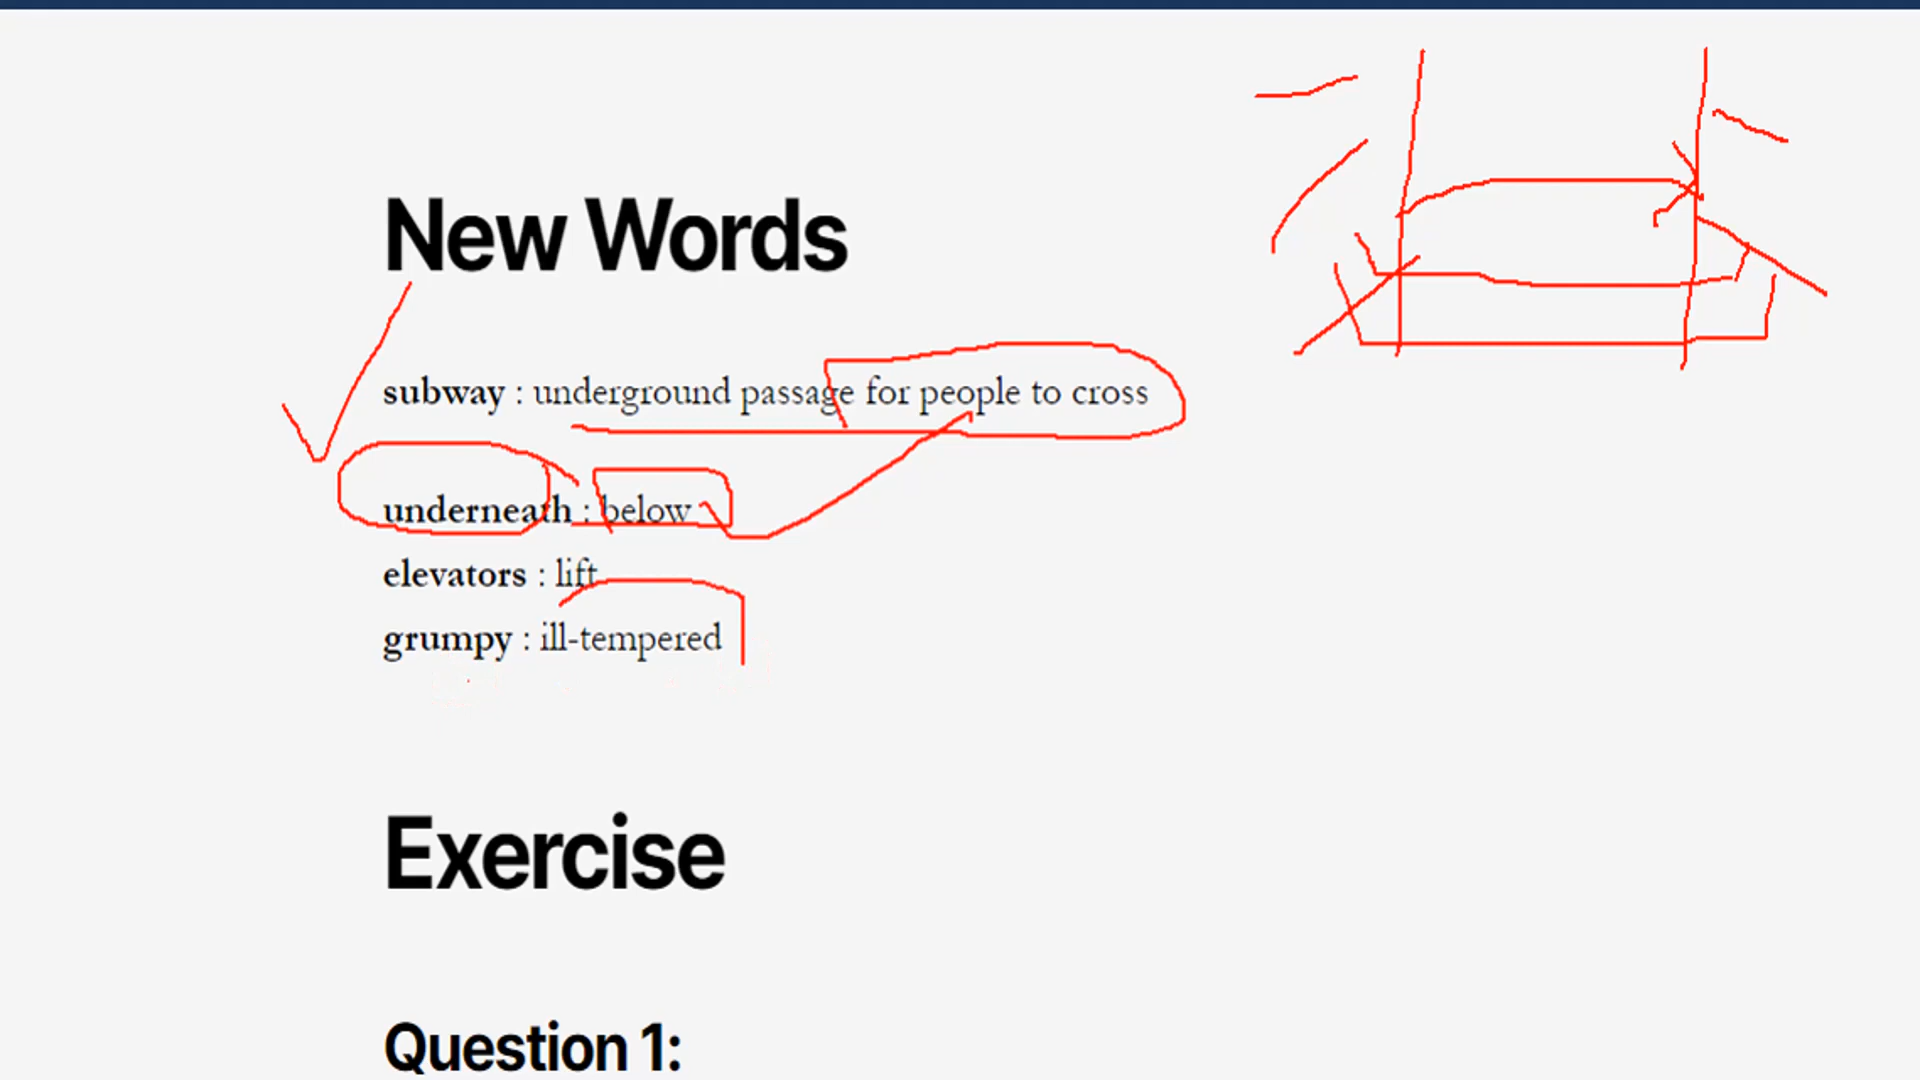 New Words
subway : underground passage for people to cross
underneath : below
elevators : lift
grumpy : ill-tempered
Exercise
Question 1: